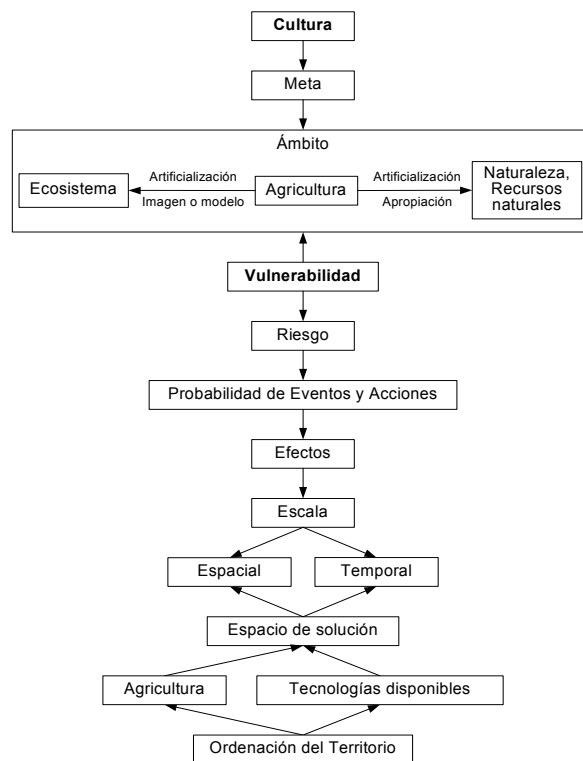 Cultura
Meta
Ámbito
Ecosistema
Artificialización
Imagen o modelo
Agricultura
Artificialización
Apropiación
Naturaleza,
Recursos
naturales
Vulnerabilidad
Riesgo
Probabilidad de Eventos y Acciones
Efectos
Escala
Espacial
Temporal
Espacio de solución
Agricultura
Tecnologías disponibles
Ordenación del Territorio